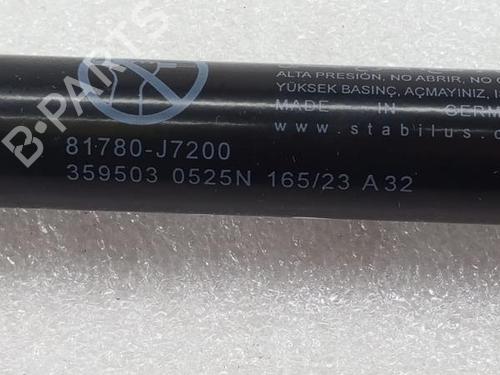 ALTA PRESIÓN, NO ABRIR, NO
YÜKSEK BASINÇ, AÇMAYINIZ,
MADE IN GERM
www.stabilus.c
81780-J7200
359503 0525N 165/23 A32
B-PARTS